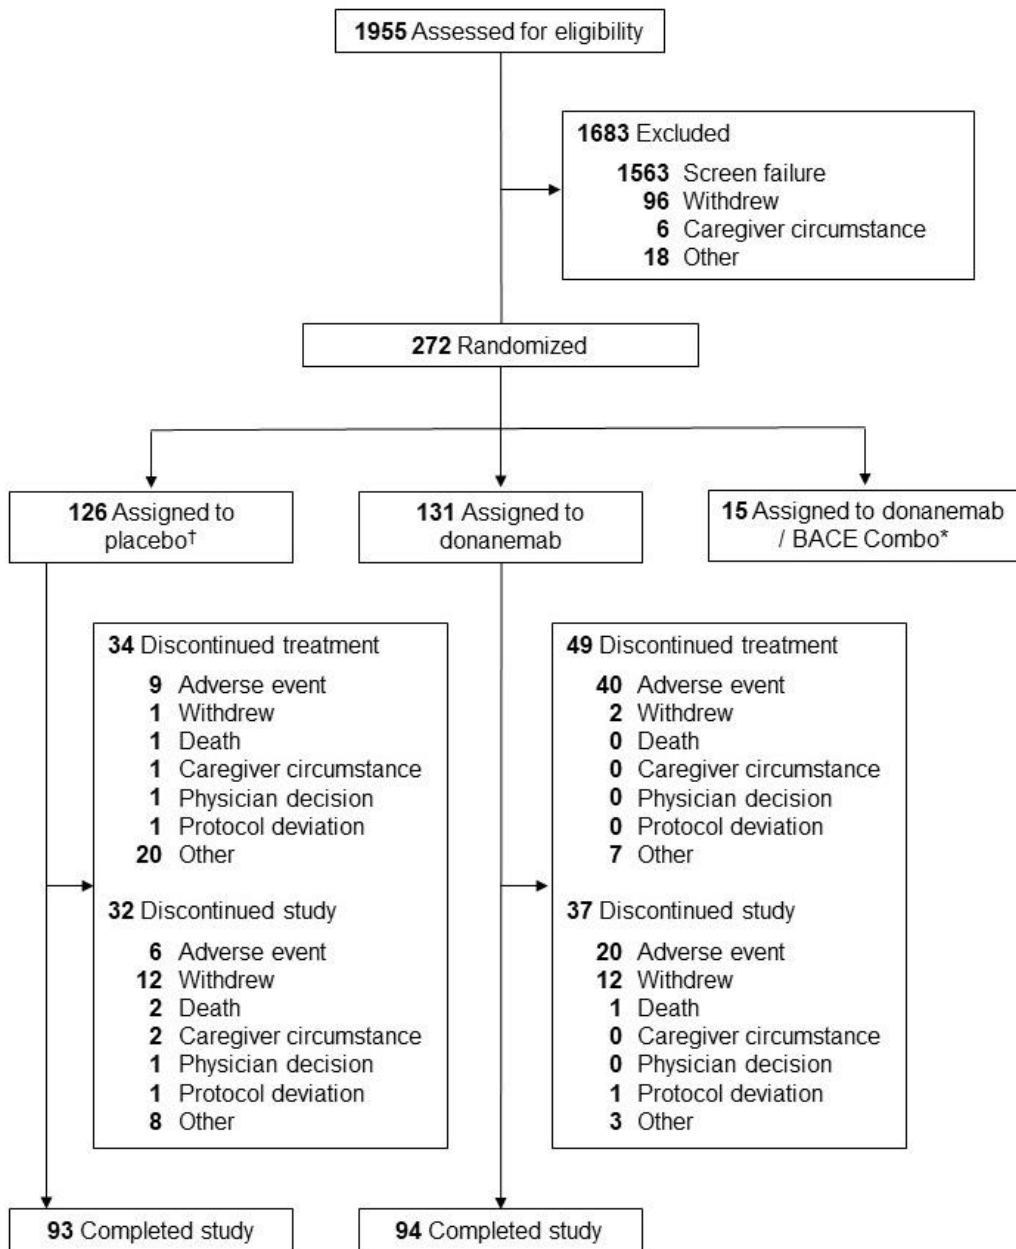 1955 Assessed for eligibility
1683 Excluded
1563 Screen failure
96 Withdrew
6 Caregiver circumstance
18 Other
272 Randomized
126 Assigned to
placebo†
131 Assigned to
donanemab
15 Assigned to donanemab
/ BACE Combo*
34 Discontinued treatment
9 Adverse event
1 Withdrew
1 Death
1 Caregiver circumstance
1 Physician decision
1 Protocol deviation
20 Other
32 Discontinued study
6 Adverse event
12 Withdrew
2 Death
2 Caregiver circumstance
1 Physician decision
1 Protocol deviation
8 Other
49 Discontinued treatment
40 Adverse event
2 Withdrew
0 Death
0 Caregiver circumstance
0 Physician decision
0 Protocol deviation
7 Other
37 Discontinued study
20 Adverse event
12 Withdrew
1 Death
0 Caregiver circumstance
0 Physician decision
1 Protocol deviation
3 Other
93 Completed study
94 Completed study